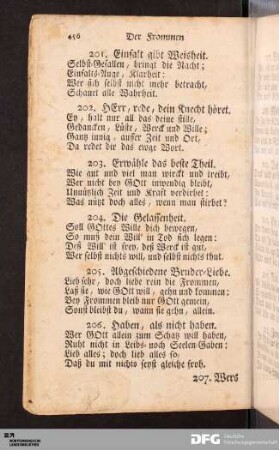 456 Der Frommen
201. Einfalt gibt Weisheit.
Selbst-Gefallen, bringt die Nacht;
Einfalts-Auge, Klarheit:
Wer sich selbst nicht mehr betracht,
Schauet alle Wahrheit.
202. HErr, rede, dein Knecht höret.
Ey, halt nur all das deine stille,
Gedancken, Lüste, Werck und Wille;
Gantz innig, ausser Zeit und Ort,
Da redet dir das ewge Wort.
203. Erwähle das beste Theil.
Wie gut und viel man wirckt und treibt,
Wer nicht bey GOtt inwendig bleibt,
Unnützlich Zeit und Kraft verdirbet:
Was nützt doch alles, wenn man stirbet?
204. Die Gelassenheit.
Soll GOttes Wille dich bewegen,
So muß dein Will' in Tod sich legen:
Deß Will' ist frey, deß Werck ist gut,
Wer selbst nichts will, und selbst nichts thut.
205. Abgeschiedene Bruder-Liebe.
Lieb sehr, doch liebe rein die Frommen,
Laß sie, wie GOtt will, gehn und kommen:
Bey Frommen bleib nur GOtt gemein,
Sonst bleibst du, wann sie gehn, allein.
206. Haben, als nicht haben.
Wer GOtt allein zum Schatz will haben,
Ruht nicht in Leibs- noch Seelen-Gaben:
Lieb alles; doch lieb alles so:
Daß du mit nichts seyst gleiche froh.
207. Wers
DFG